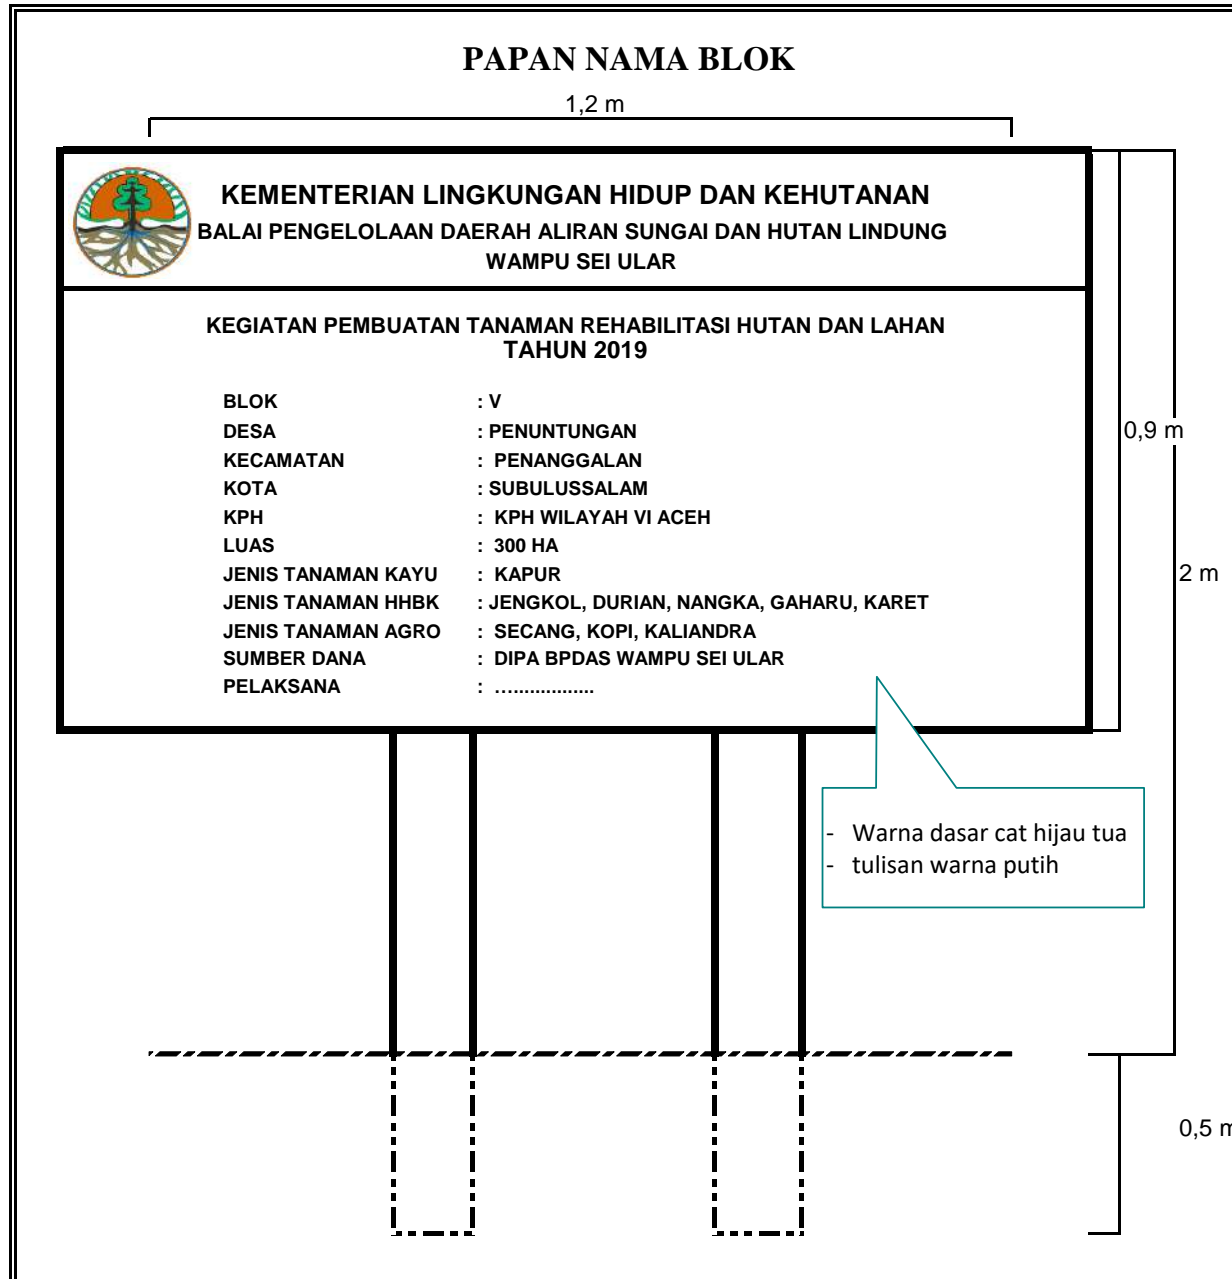 PAPAN NAMA BLOK
1,2 m
KEMENTERIAN LINGKUNGAN HIDUP DAN KEHUTANAN
BALAI PENGELOLAAN DAERAH ALIRAN SUNGAI DAN HUTAN LINDUNG
WAMPU SEI ULAR
KEGIATAN PEMBUATAN TANAMAN REHABILITASI HUTAN DAN LAHAN
TAHUN 2019
BLOK : V
DESA : PENUNTUNGAN
KECAMATAN : PENANGGALAN
KOTA : SUBULUSSALAM
KPH : KPH WILAYAH VI ACEH
LUAS : 300 HA
JENIS TANAMAN KAYU : KAPUR
JENIS TANAMAN HHBK : JENGKOL, DURIAN, NANGKA, GAHARU, KARET
JENIS TANAMAN AGRO : SECANG, KOPI, KALIANDRA
SUMBER DANA : DIPA BPDAS WAMPU SEI ULAR
PELAKSANA : ..................
0,9 m
2 m
- Warna dasar cat hijau tua
- tulisan warna putih
0,5 m